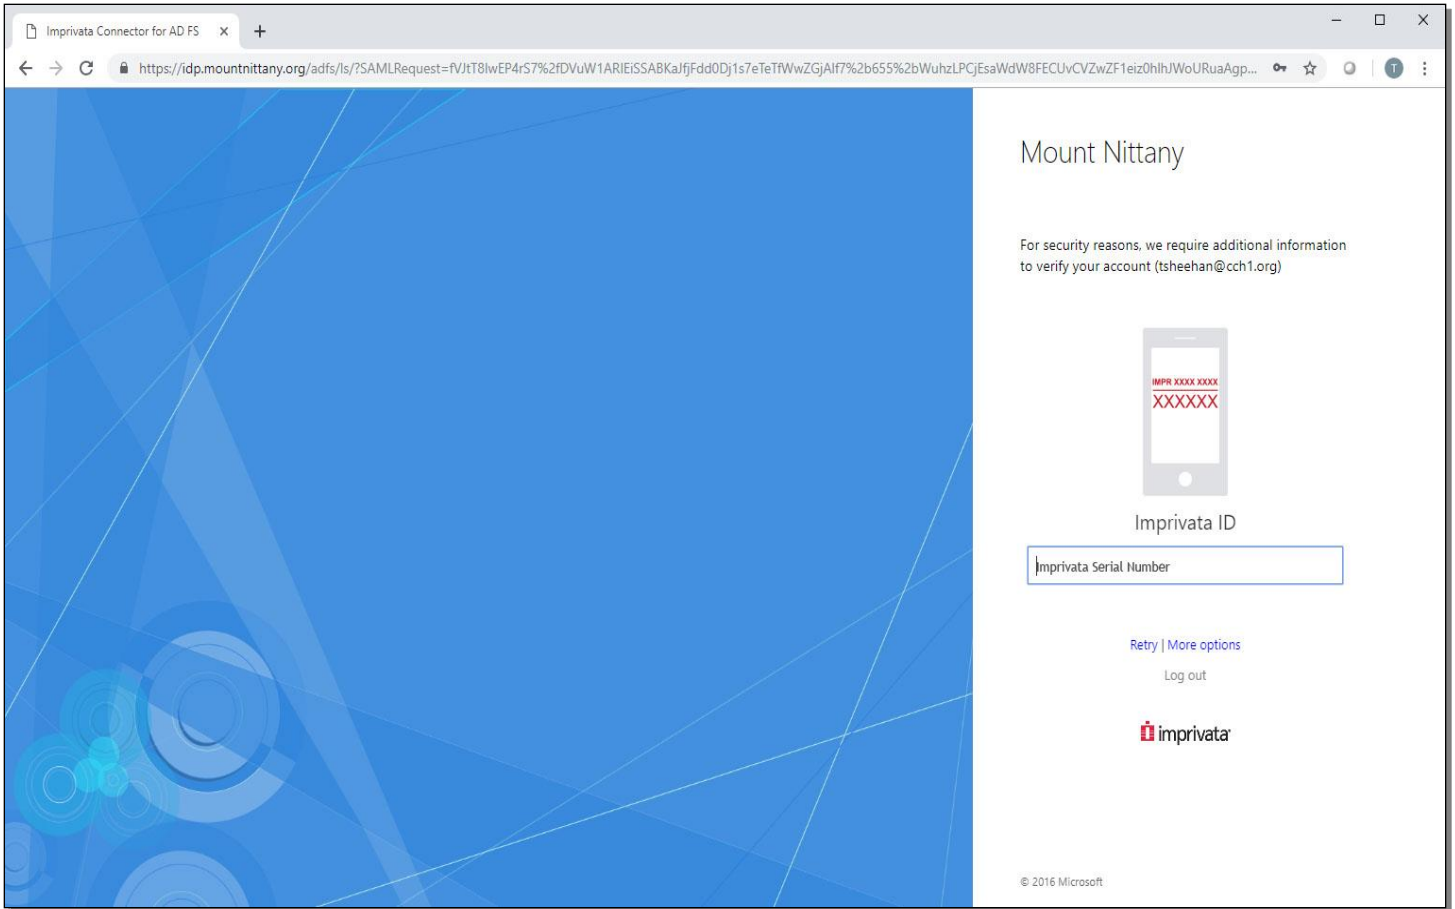 Imprivata Connector for AD FS
https://idp.mountnittany.org/adfs/ls/?SAMLRequest=fVJtT8IwEP4rS7%2fDVuW1ARIEiSSABKaJfjFdd0Dj1s7eTeTfWwZGjAlf7%2b655%2bWuhzLPCjEsaWdW8FECUvCVZwZF1eiz0hlhJWoURuaAgp...
T
Mount Nittany
For security reasons, we require additional information
to verify your account (tsheehan@cch1.org)
IMPR XXXX XXXX
XXXXXX
Imprivata ID
Imprivata Serial Number
Retry | More options
Log out
imprivata
© 2016 Microsoft